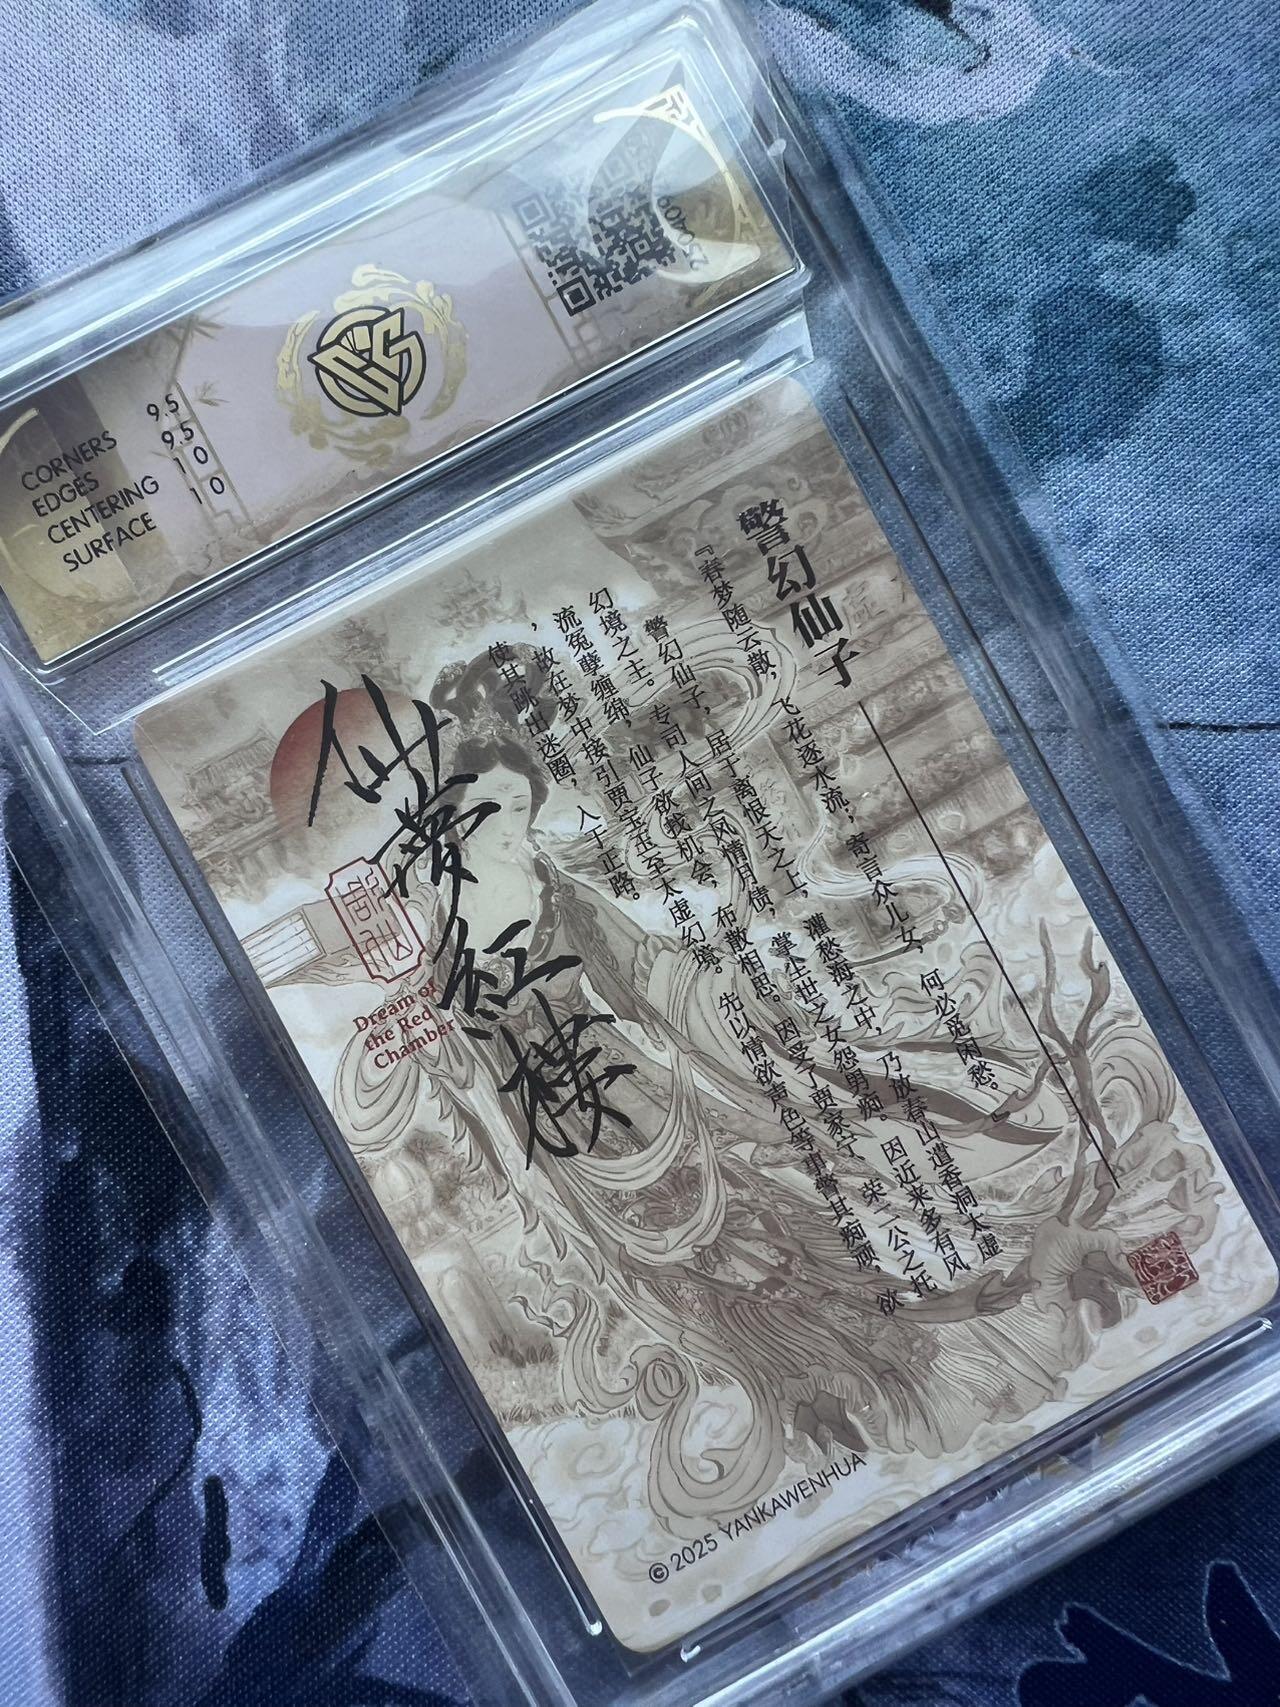 CORNERS 9.5
EDGES 9.5
CENTERING 10
SURFACE 10
警幻仙子
『春梦随云散，飞花逐水流，寄言众儿女，何必觅闲愁。』
警幻仙子，居于离恨天之上，灌愁海之中，乃放春山遣香洞太虚
幻境之主。专司人间之风情月债，掌尘世之女怨男痴。因近来多有风
流冤孽缠绵，仙子欲找机会，布散相思。因受了贾家宁、荣二公之托
，故在梦中接引贾宝玉至太虚幻境。先以情欲声色等事警其痴顽，欲
使其跳出迷圈，入于正路。
仙夢紅樓
Dream of
the Red
Chamber
© 2025 YANKAWENHUA